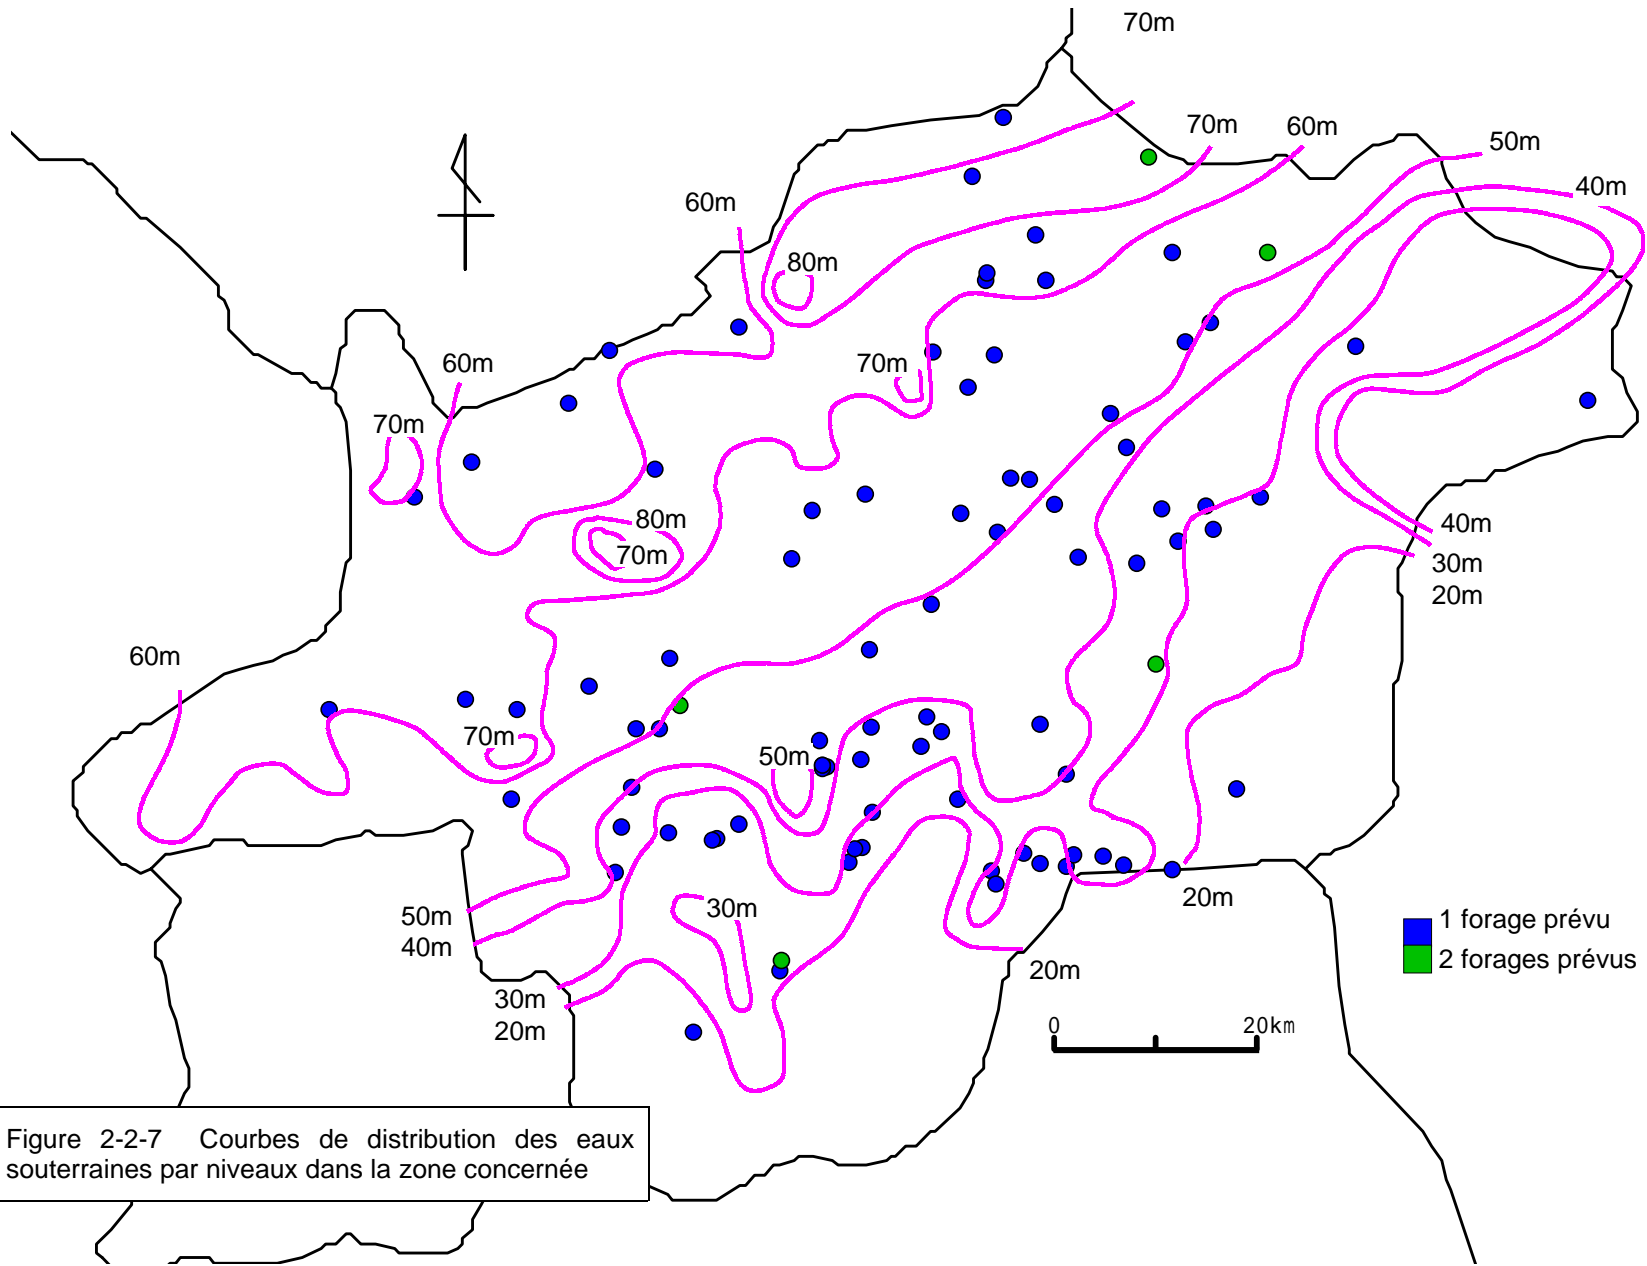 70m
70m
60m
50m
40m
60m
80m
70m
60m
70m
80m
70m
40m
30m
20m
60m
70m
50m
30m
50m
40m
30m
20m
20m
20m
1 forage prévu
2 forages prévus
0 20km
Figure 2-2-7 Courbes de distribution des eaux
souterraines par niveaux dans la zone concernée